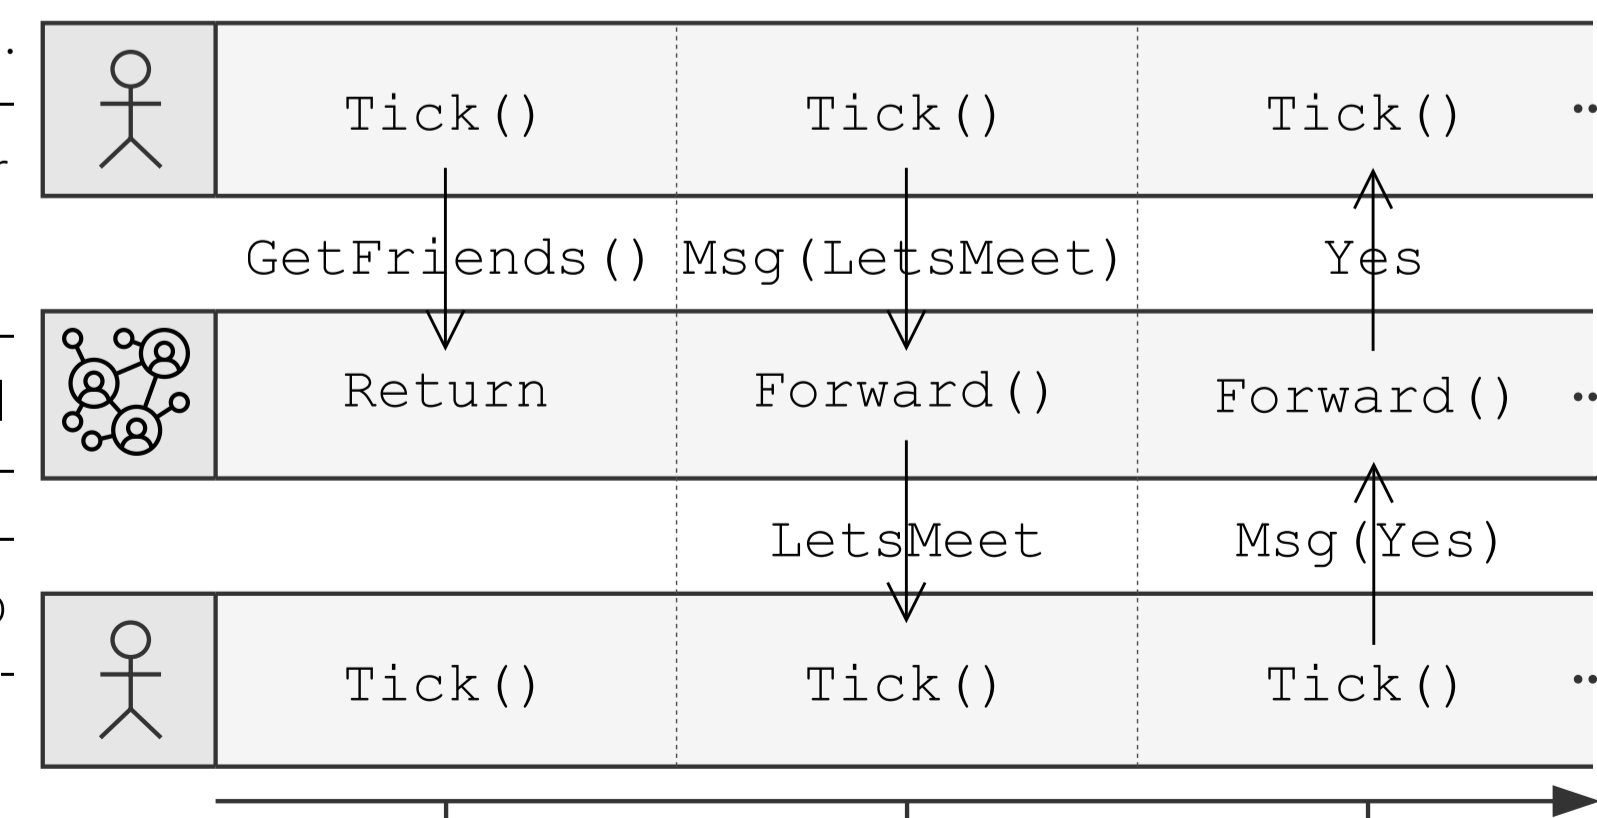 Tick() Tick() Tick()
GetFriends() Msg(LetsMeet) Yes
Return Forward() Forward()
LetsMeet Msg(Yes)
Tick() Tick() Tick()